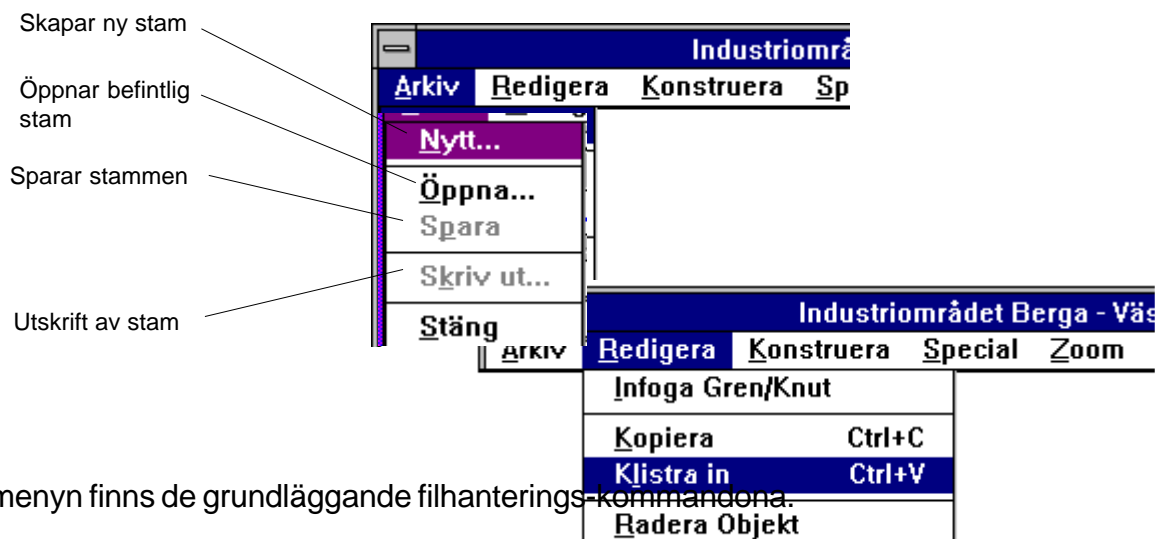 Skapar ny stam
Öppnar befintlig
stam
Sparar stammen
Utskrift av stam
Industriområ
Arkiv Redigera Konstruera Sp
Nytt...
Öppna...
Spara
Skriv ut...
Stäng
Industriområdet Berga - Väs
Arkiv Redigera Konstruera Special Zoom
Infoga Gren/Knut
Kopiera Ctrl+C
Klistra in Ctrl+V
Radera Objekt
menyn finns de grundläggande filhanterings-kommandona.